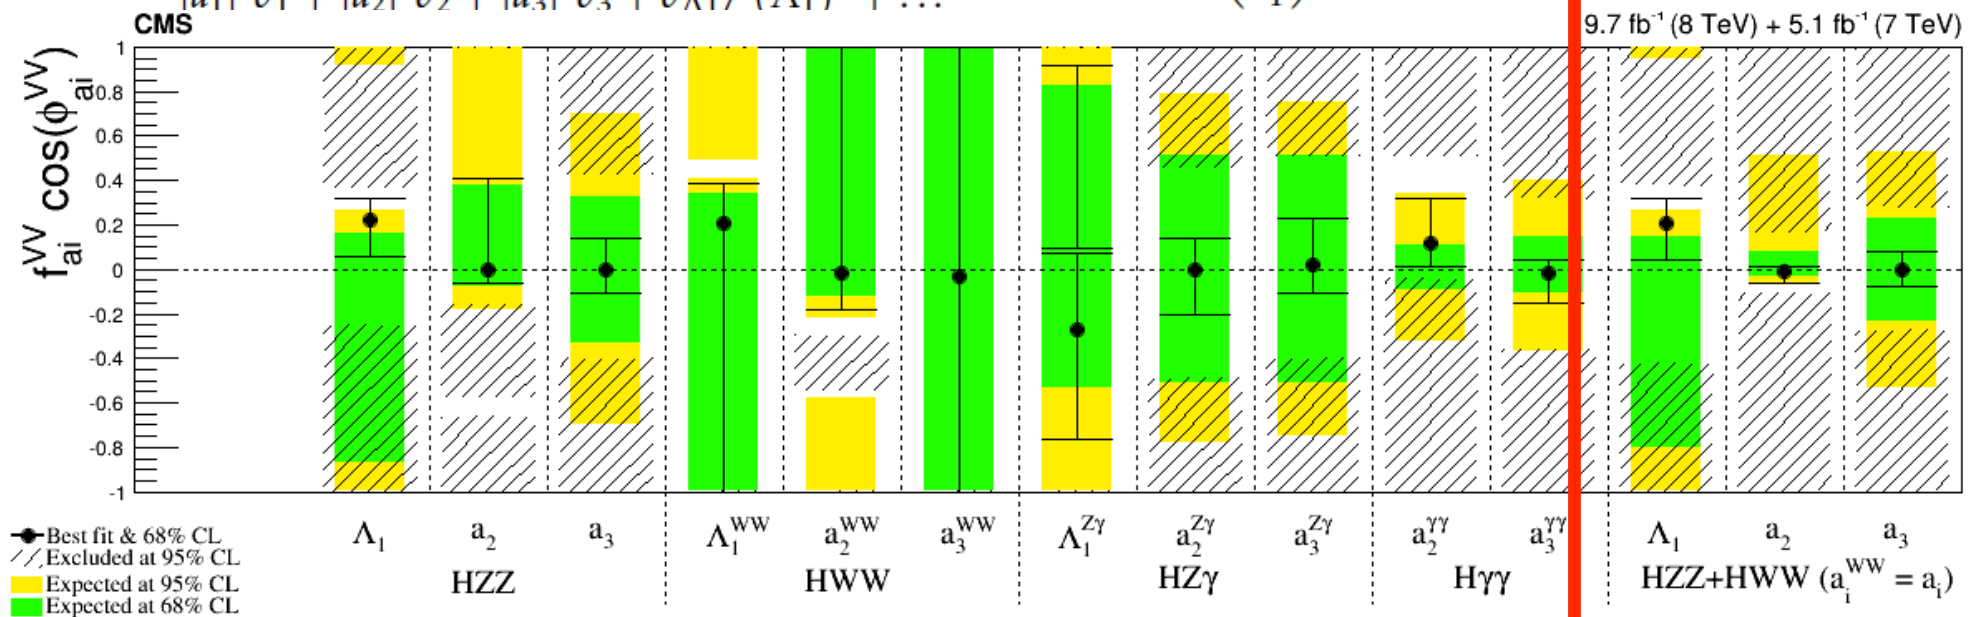 CMS
9.7 fb⁻¹ (8 TeV) + 5.1 fb⁻¹ (7 TeV)
f_ai^VV cos(ϕ_ai^VV)
1
0.8
0.6
0.4
0.2
0
-0.2
-0.4
-0.6
-0.8
-1
Λ₁ a₂ a₃ Λ₁^WW a₂^WW a₃^WW Λ₁^Zγ a₂^Zγ a₃^Zγ a₂^γγ a₃^γγ Λ₁ a₂ a₃
HZZ HWW HZγ Hγγ HZZ+HWW (a_i^WW = a_i)
Best fit & 68% CL
Excluded at 95% CL
Expected at 95% CL
Expected at 68% CL